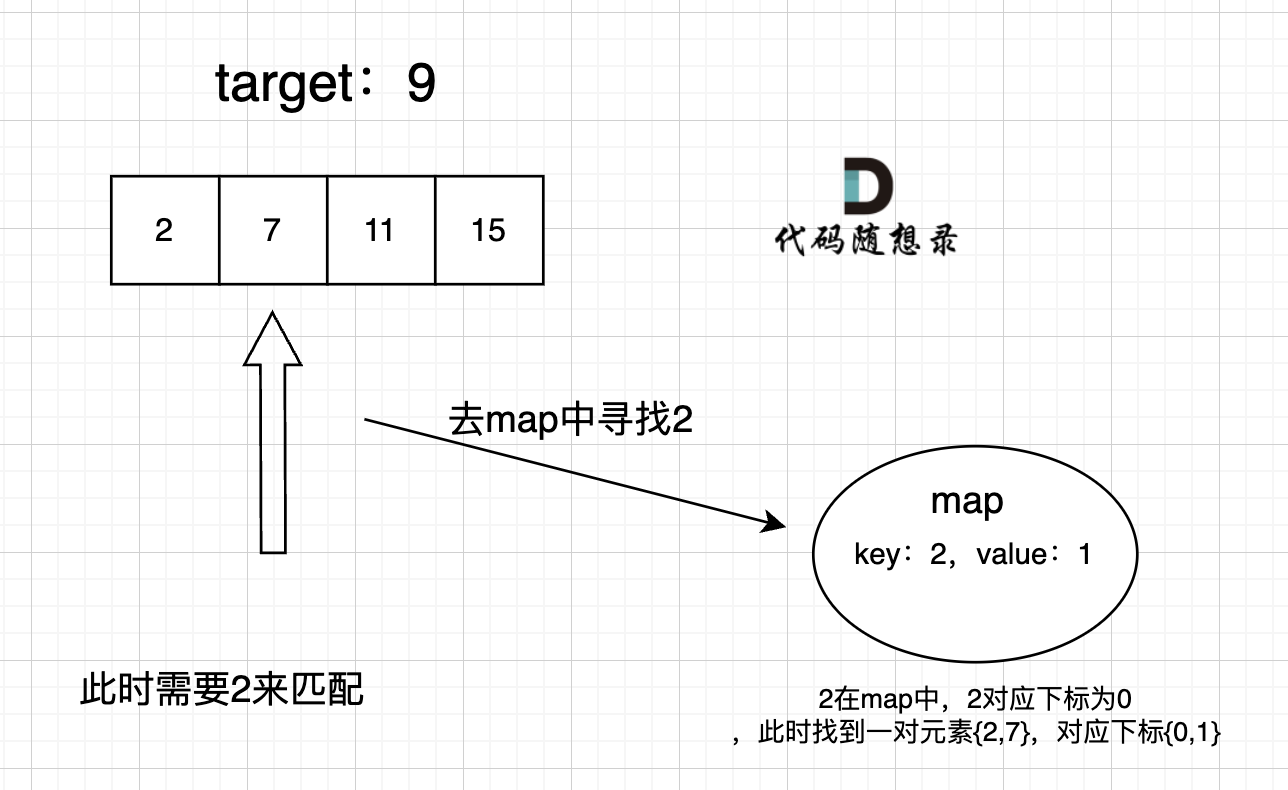 target：9
2 7 11 15
代码随想录
去map中寻找2
map
key：2，value：1
此时需要2来匹配
2在map中，2对应下标为0
，此时找到一对元素{2,7}，对应下标{0,1}